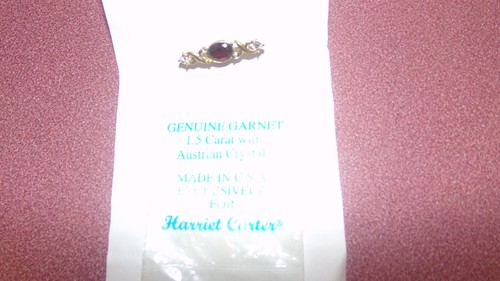 GENUINE GARNET
1.5 Carat with
Austrian Crystal
MADE IN U.S.A.
EXCLUSIVELY
For
Harriet Carter®